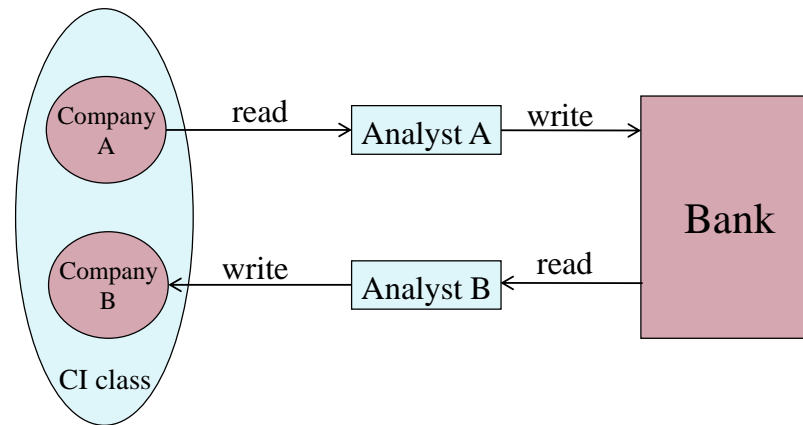 Company
A
read
Analyst A
write
Bank
Company
B
write
Analyst B
read
CI class